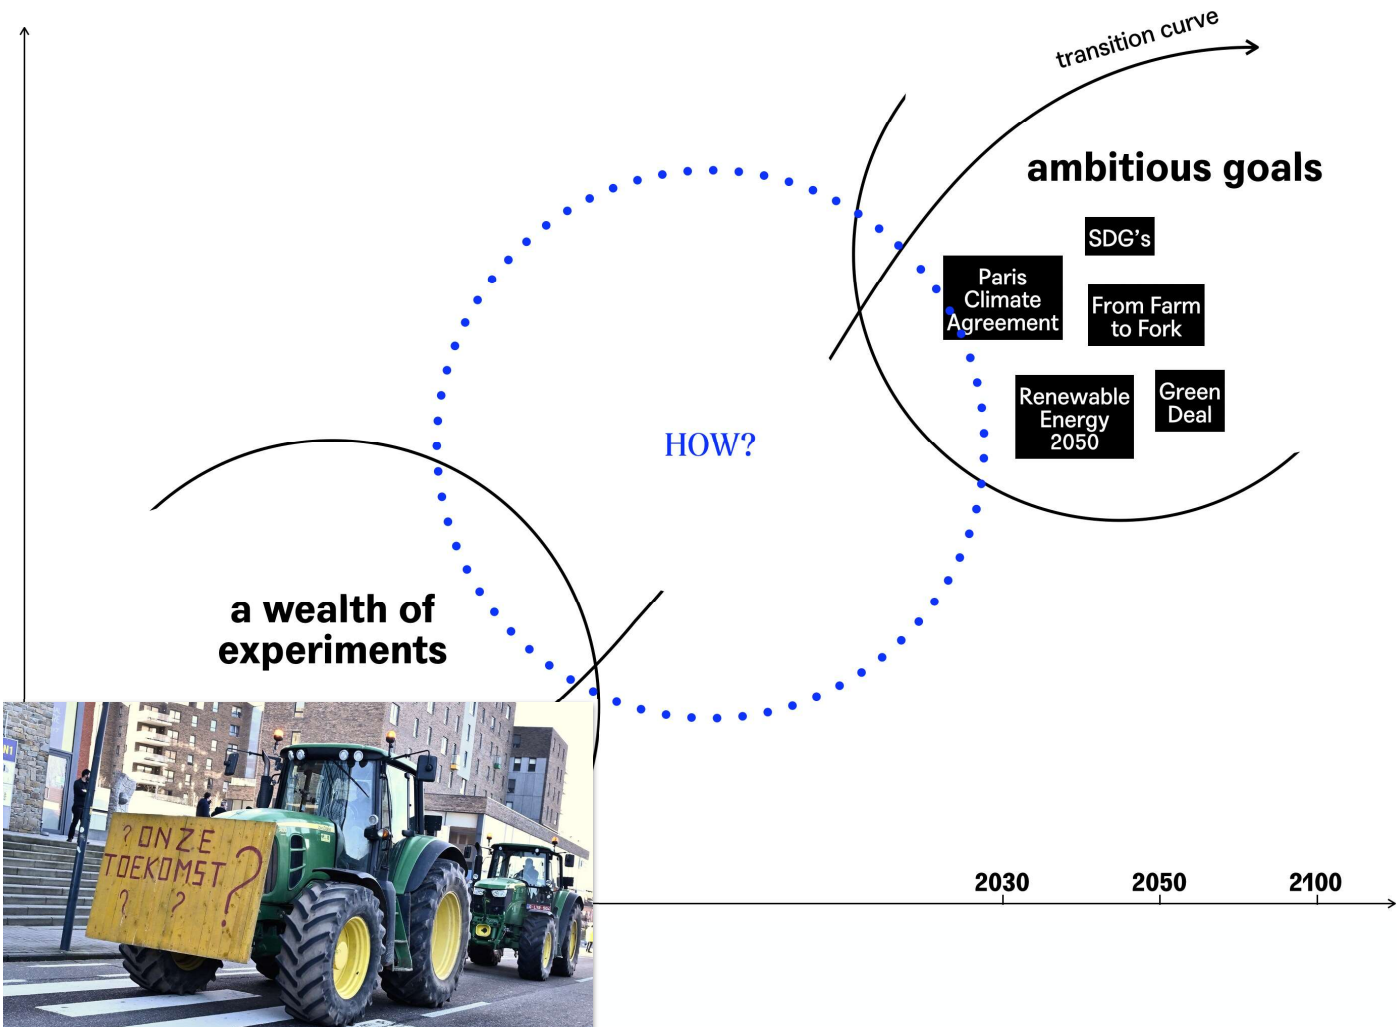 transition curve
ambitious goals
SDG's
Paris
Climate
Agreement
From Farm
to Fork
Renewable
Energy
2050
Green
Deal
HOW?
a wealth of
experiments
? ONZE
TOEKOMST ?
? ?
2030 2050 2100